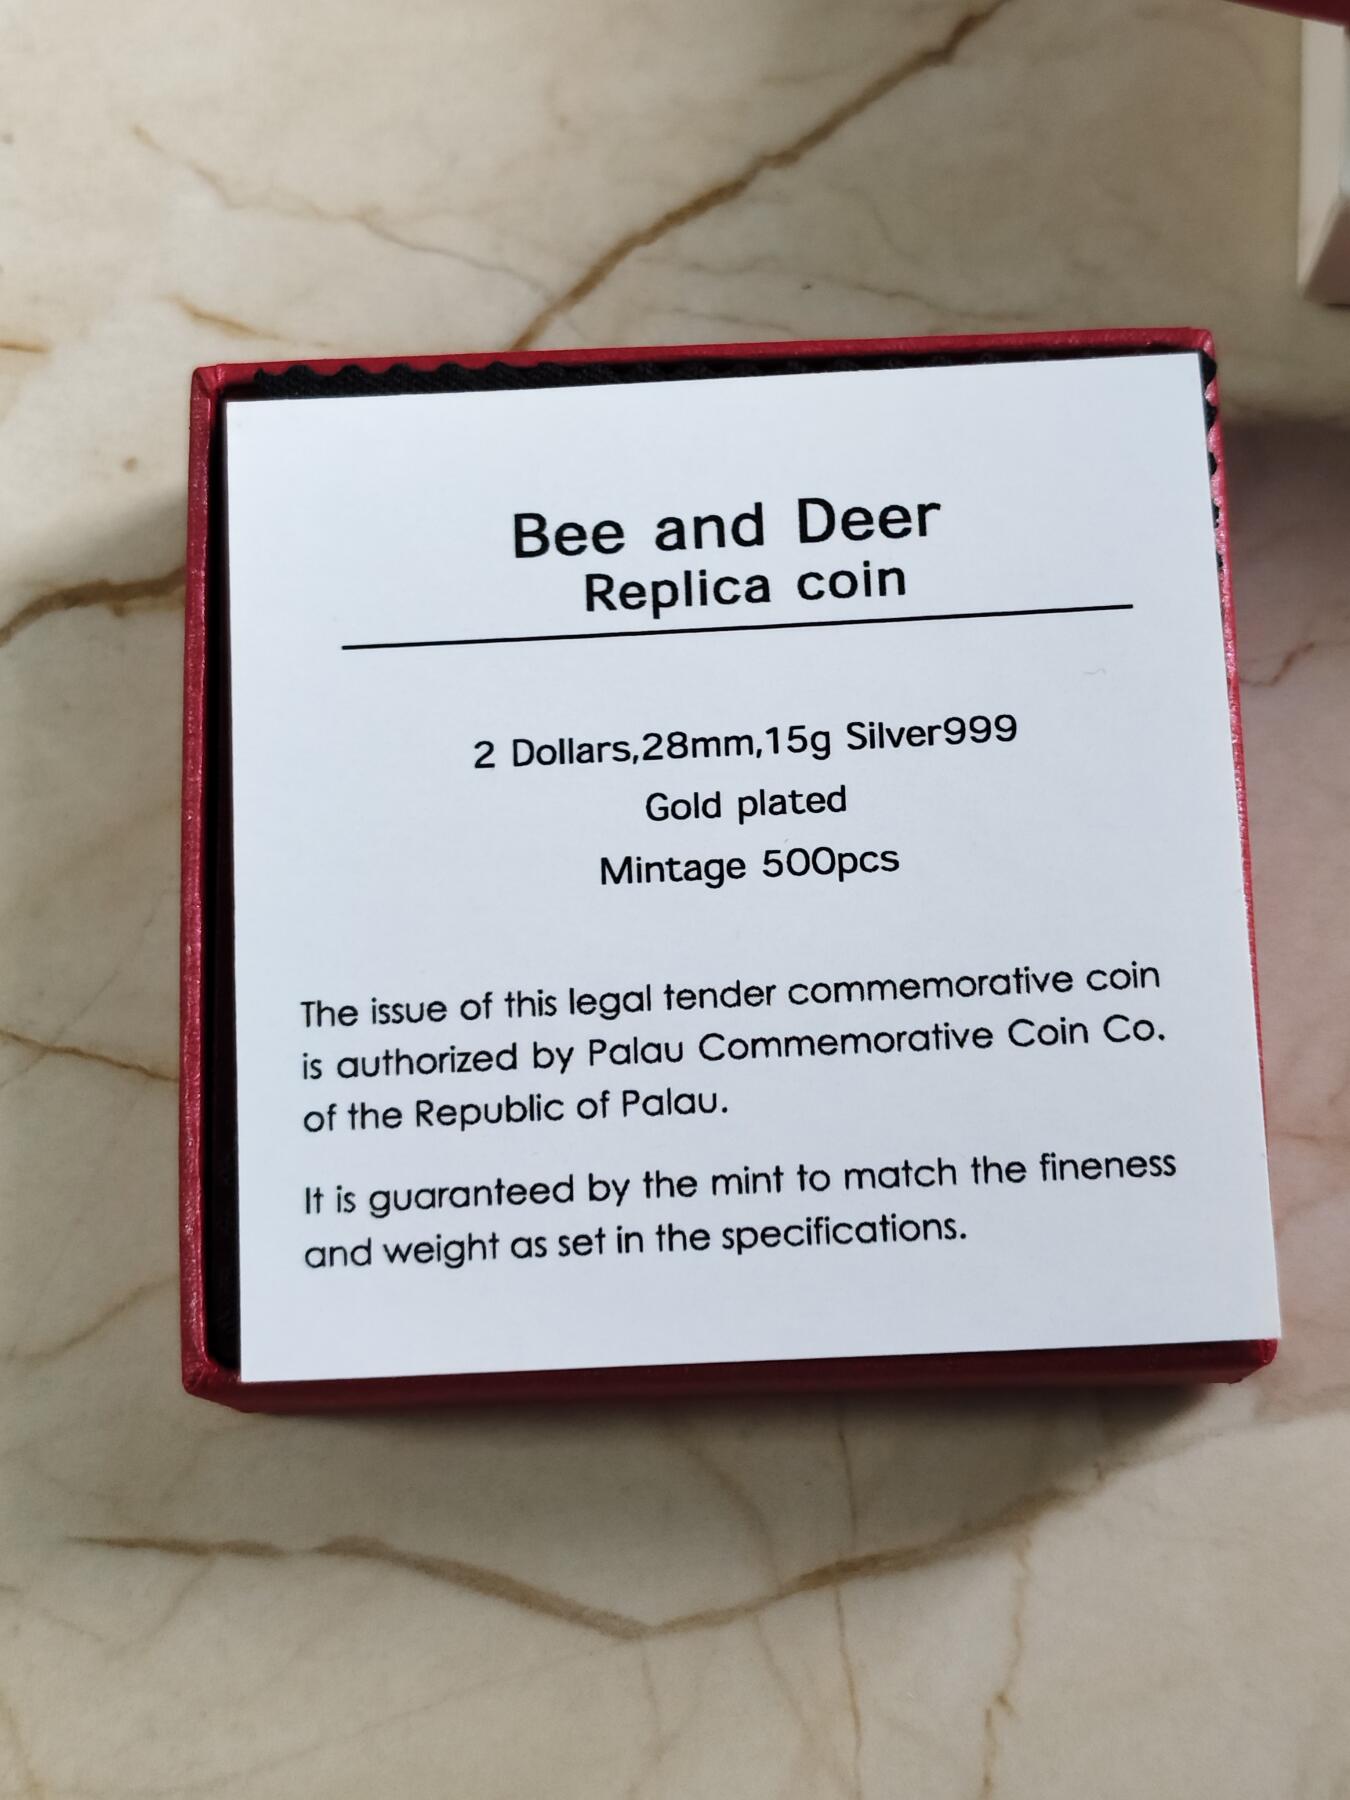 Bee and Deer
Replica coin
2 Dollars,28mm,15g Silver999
Gold plated
Mintage 500pcs
The issue of this legal tender commemorative coin
is authorized by Palau Commemorative Coin Co.
of the Republic of Palau.
It is guaranteed by the mint to match the fineness
and weight as set in the specifications.